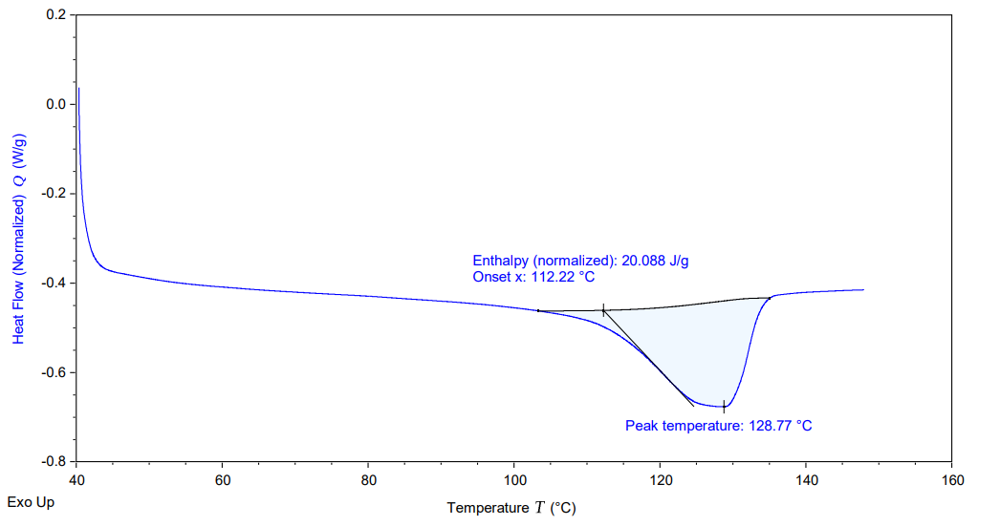 0.2
0.0
-0.2
-0.4
-0.6
-0.8
Heat Flow (Normalized) Q (W/g)
Enthalpy (normalized): 20.088 J/g
Onset x: 112.22 °C
Peak temperature: 128.77 °C
40 60 80 100 120 140 160
Exo Up
Temperature T (°C)